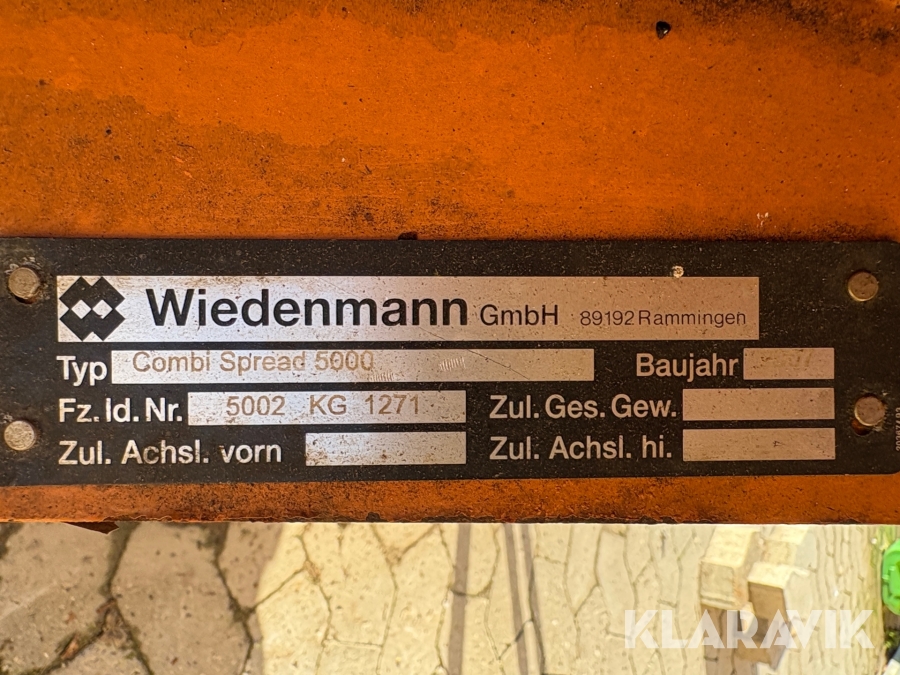 Wiedenmann GmbH 89192 Rammingen
Typ Combi Spread 5000 Baujahr
Fz. Id. Nr. 5002 KG 1271 Zul. Ges. Gew.
Zul. Achsl. vorn Zul. Achsl. hi.
KLARAVIK